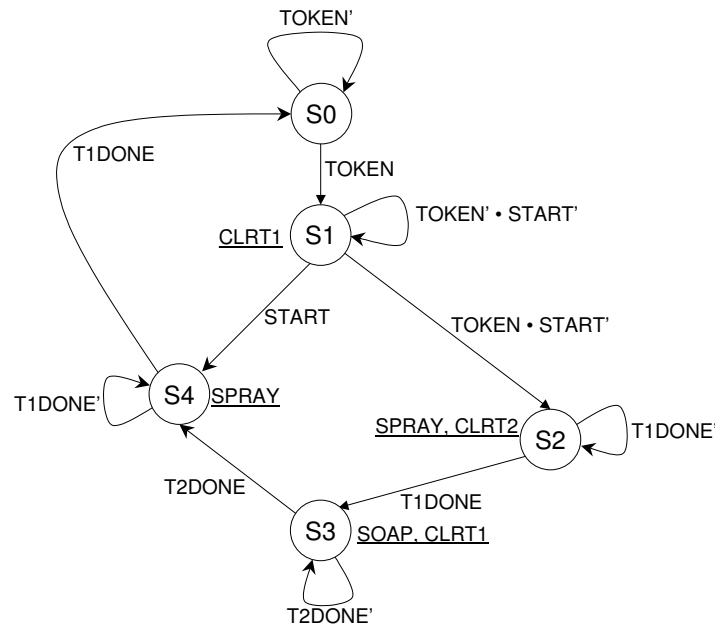 TOKEN'
S0
T1DONE
TOKEN
TOKEN' • START'
CLRT1
S1
START
TOKEN • START'
T1DONE'
S4
SPRAY
SPRAY, CLRT2
S2
T1DONE'
T2DONE
T1DONE
S3
SOAP, CLRT1
T2DONE'